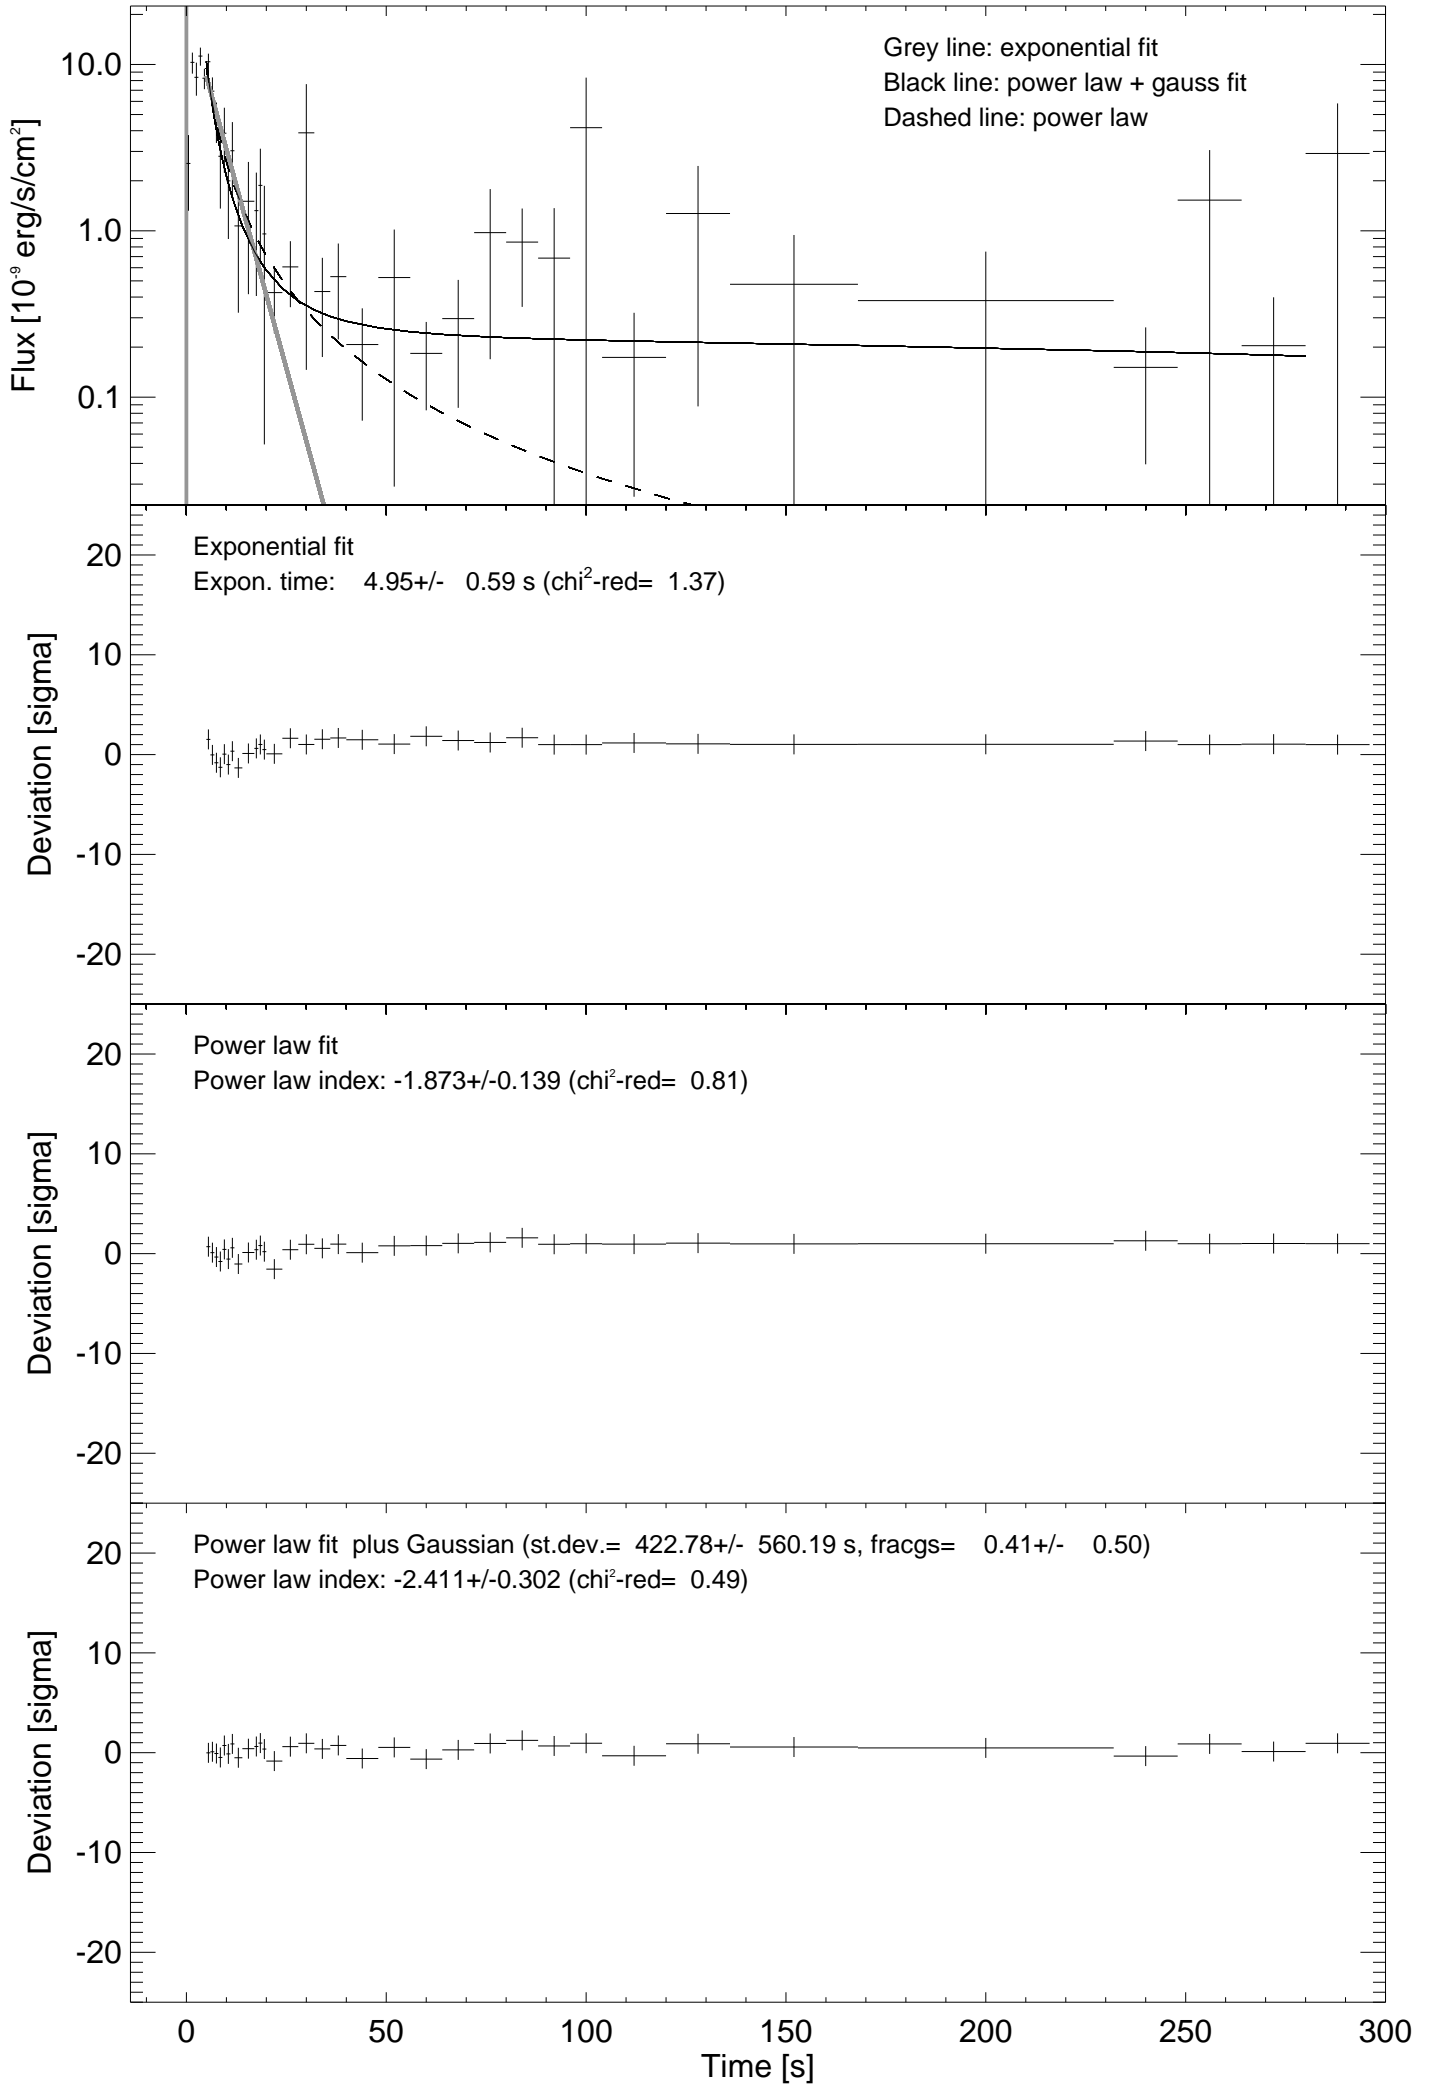 Grey line: exponential fit
Black line: power law + gauss fit
Dashed line: power law
10.0
1.0
0.1
Flux [10⁻⁹ erg/s/cm²]
Exponential fit
Expon. time: 4.95+/- 0.59 s (chi²-red= 1.37)
20
10
0
-10
-20
Deviation [sigma]
Power law fit
Power law index: -1.873+/-0.139 (chi²-red= 0.81)
20
10
0
-10
-20
Deviation [sigma]
Power law fit plus Gaussian (st.dev.= 422.78+/- 560.19 s, fracgs= 0.41+/- 0.50)
Power law index: -2.411+/-0.302 (chi²-red= 0.49)
20
10
0
-10
-20
Deviation [sigma]
0 50 100 150 200 250 300
Time [s]